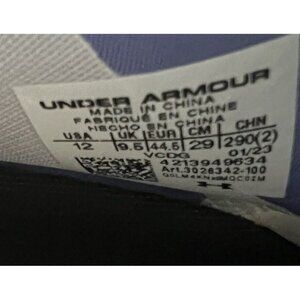 UNDER ARMOUR
MADE IN CHINA
FABRIQUÉ EN CHINE
HECHO EN CHINA
USA UK EUR CM CHN
12 9.5 44.5 29 290(2)
VCDG 01/23
4213949634
Art.3026342-100